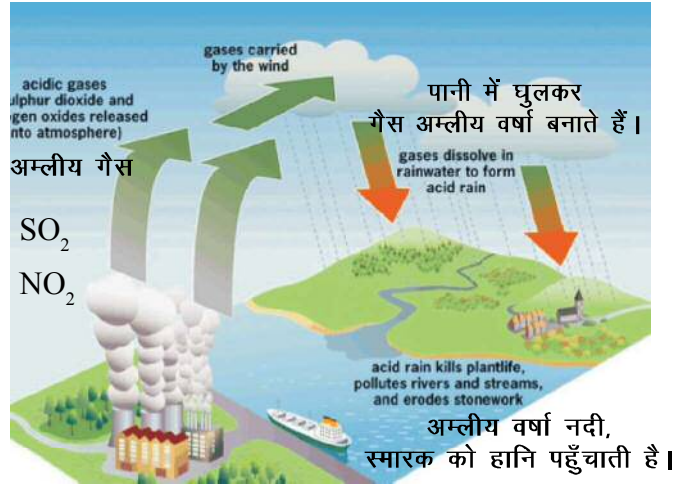 gases carried
by the wind
acidic gases
ulphur dioxide and
ogen oxides released
nto atmosphere)
अम्लीय गैस
SO₂
NO₂
पानी में घुलकर
गैस अम्लीय वर्षा बनाते हैं।
gases dissolve in
rainwater to form
acid rain
acid rain kills plantlife,
pollutes rivers and streams,
and erodes stonework
अम्लीय वर्षा नदी,
स्मारक को हानि पहुँचाती है।